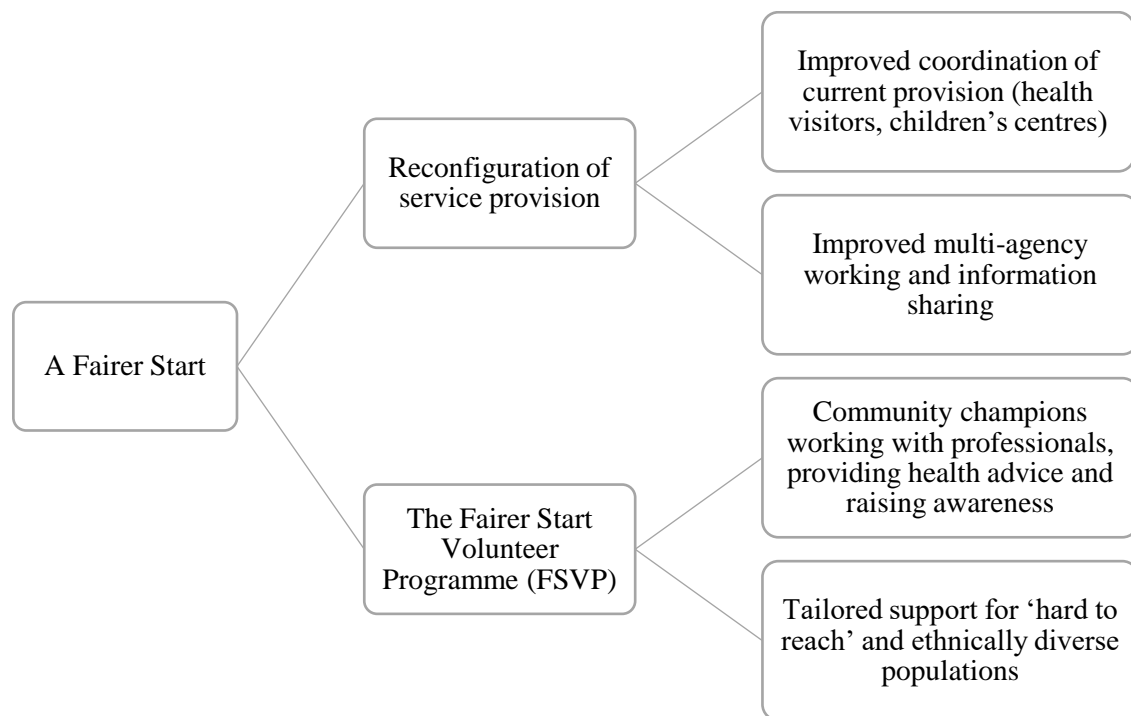 A Fairer Start
Reconfiguration of
service provision
Improved coordination of
current provision (health
visitors, children’s centres)
Improved multi-agency
working and information
sharing
The Fairer Start
Volunteer
Programme (FSVP)
Community champions
working with professionals,
providing health advice and
raising awareness
Tailored support for ‘hard to
reach’ and ethnically diverse
populations